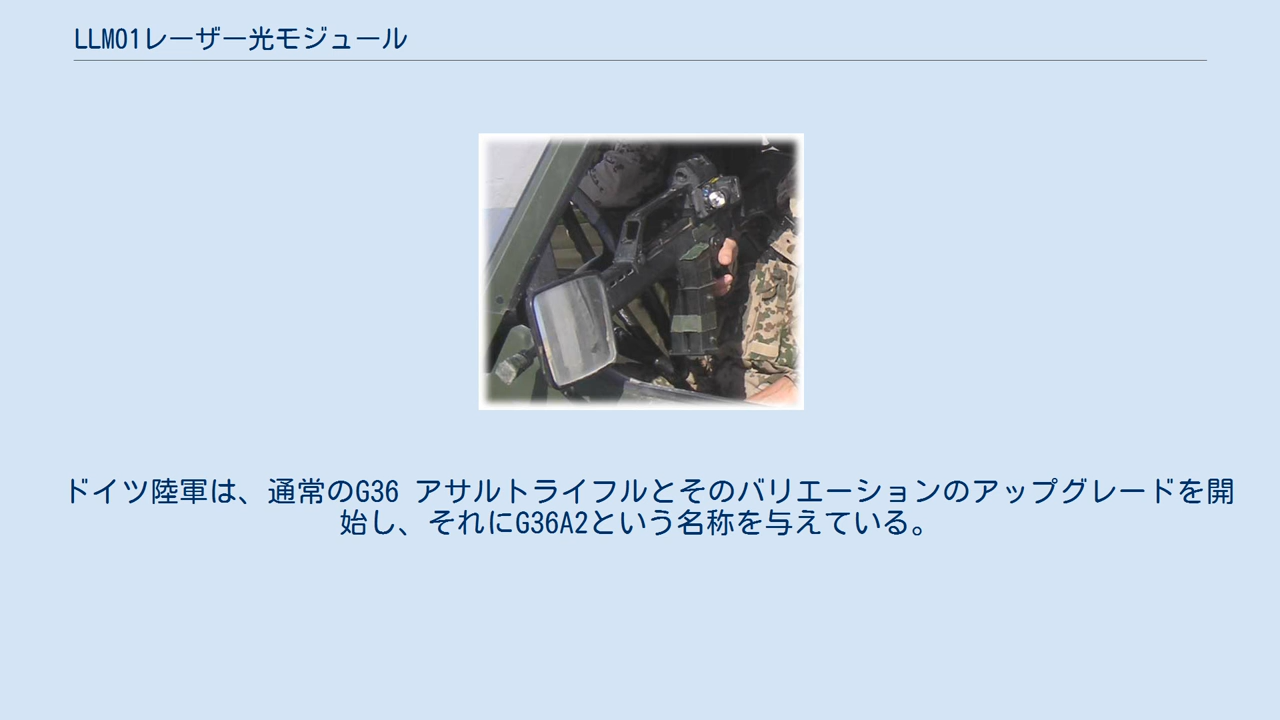 LLM01レーザー光モジュール
ドイツ陸軍は、通常のG36 アサルトライフルとそのバリエーションのアップグレードを開
始し、それにG36A2という名称を与えている。